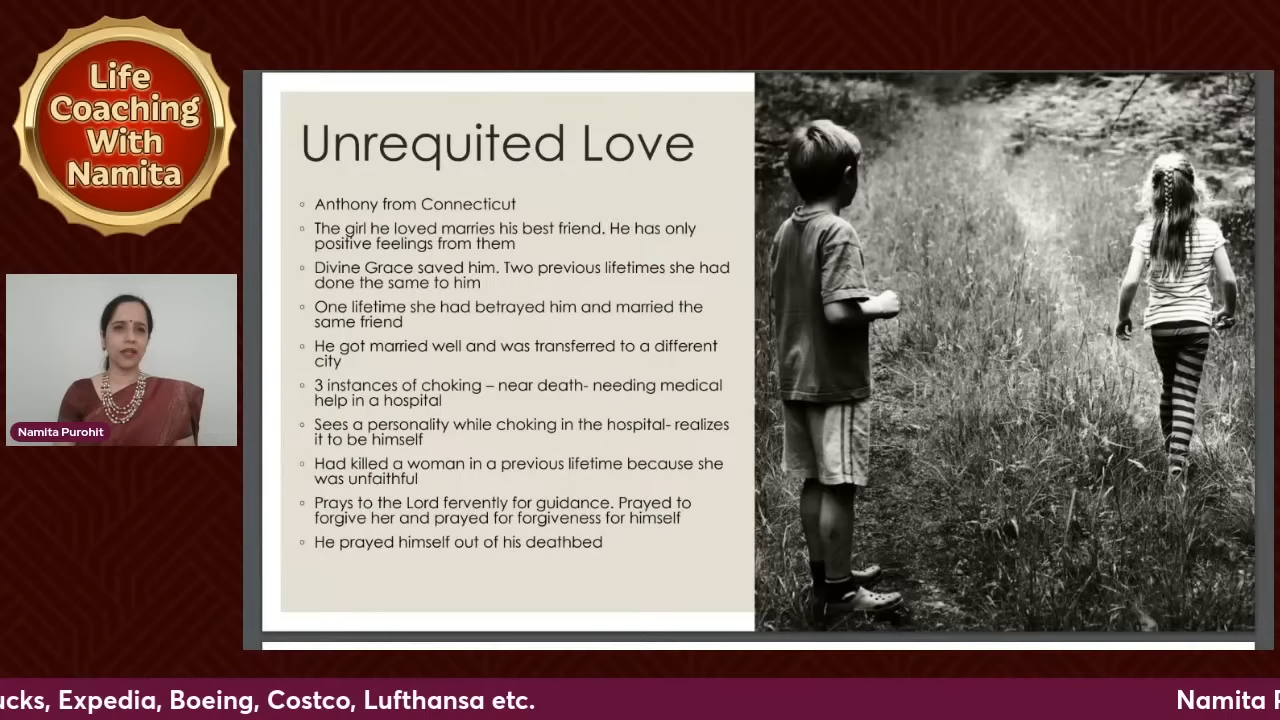 Life
Coaching
With
Namita
Namita Purohit
Unrequited Love
Anthony from Connecticut
The girl he loved marries his best friend. He has only
positive feelings from them
Divine Grace saved him. Two previous lifetimes she had
done the same to him
One lifetime she had betrayed him and married the
same friend
He got married well and was transferred to a different
city
3 instances of choking – near death- needing medical
help in a hospital
Sees a personality while choking in the hospital- realizes
it to be himself
Had killed a woman in a previous lifetime because she
was unfaithful
Prays to the Lord fervently for guidance. Prayed to
forgive her and prayed for forgiveness for himself
He prayed himself out of his deathbed
ucks, Expedia, Boeing, Costco, Lufthansa etc.
Namita P